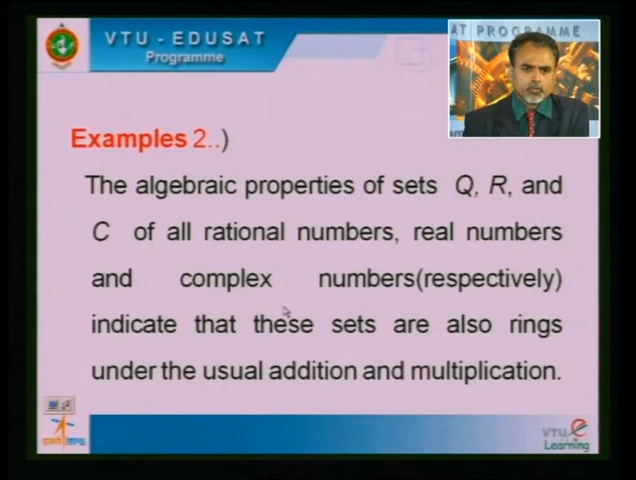 VTU - EDUSAT
Programme
AT PROGRAMME
Examples 2..)
The algebraic properties of sets Q, R, and
C of all rational numbers, real numbers
and complex numbers(respectively)
indicate that these sets are also rings
under the usual addition and multiplication.
VTU e
Learning